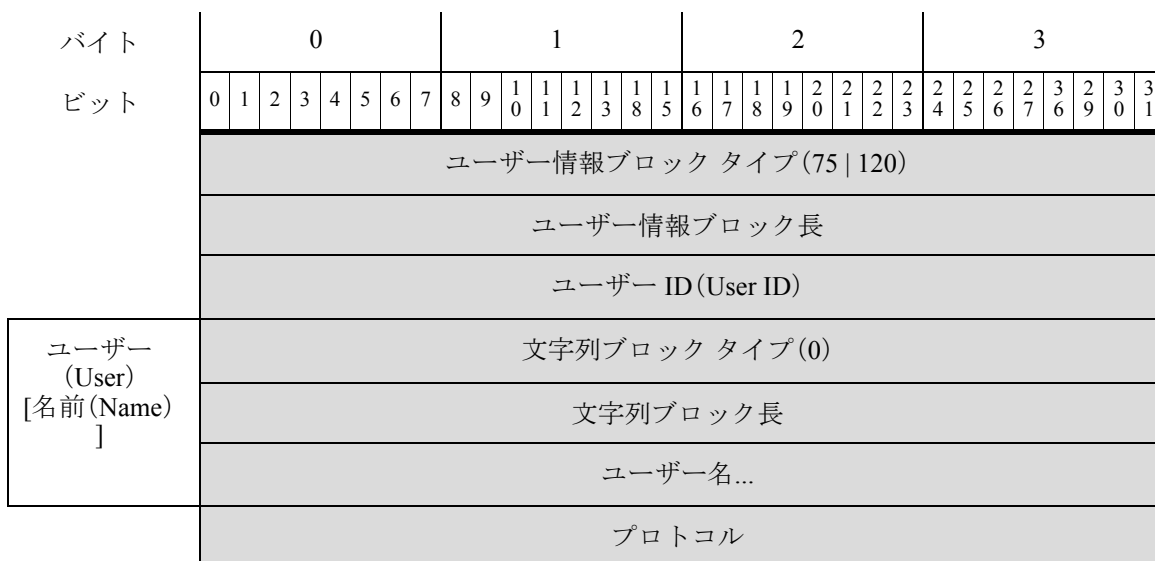 バイト 0 1 2 3
ビット 0 1 2 3 4 5 6 7 8 9 10 11 12 13 18 15 16 17 18 19 20 21 22 23 24 25 26 27 36 29 30 31
ユーザー情報ブロック タイプ(75 | 120)
ユーザー情報ブロック長
ユーザー ID(User ID)
ユーザー
(User)
[名前(Name)
]
文字列ブロック タイプ(0)
文字列ブロック長
ユーザー名...
プロトコル